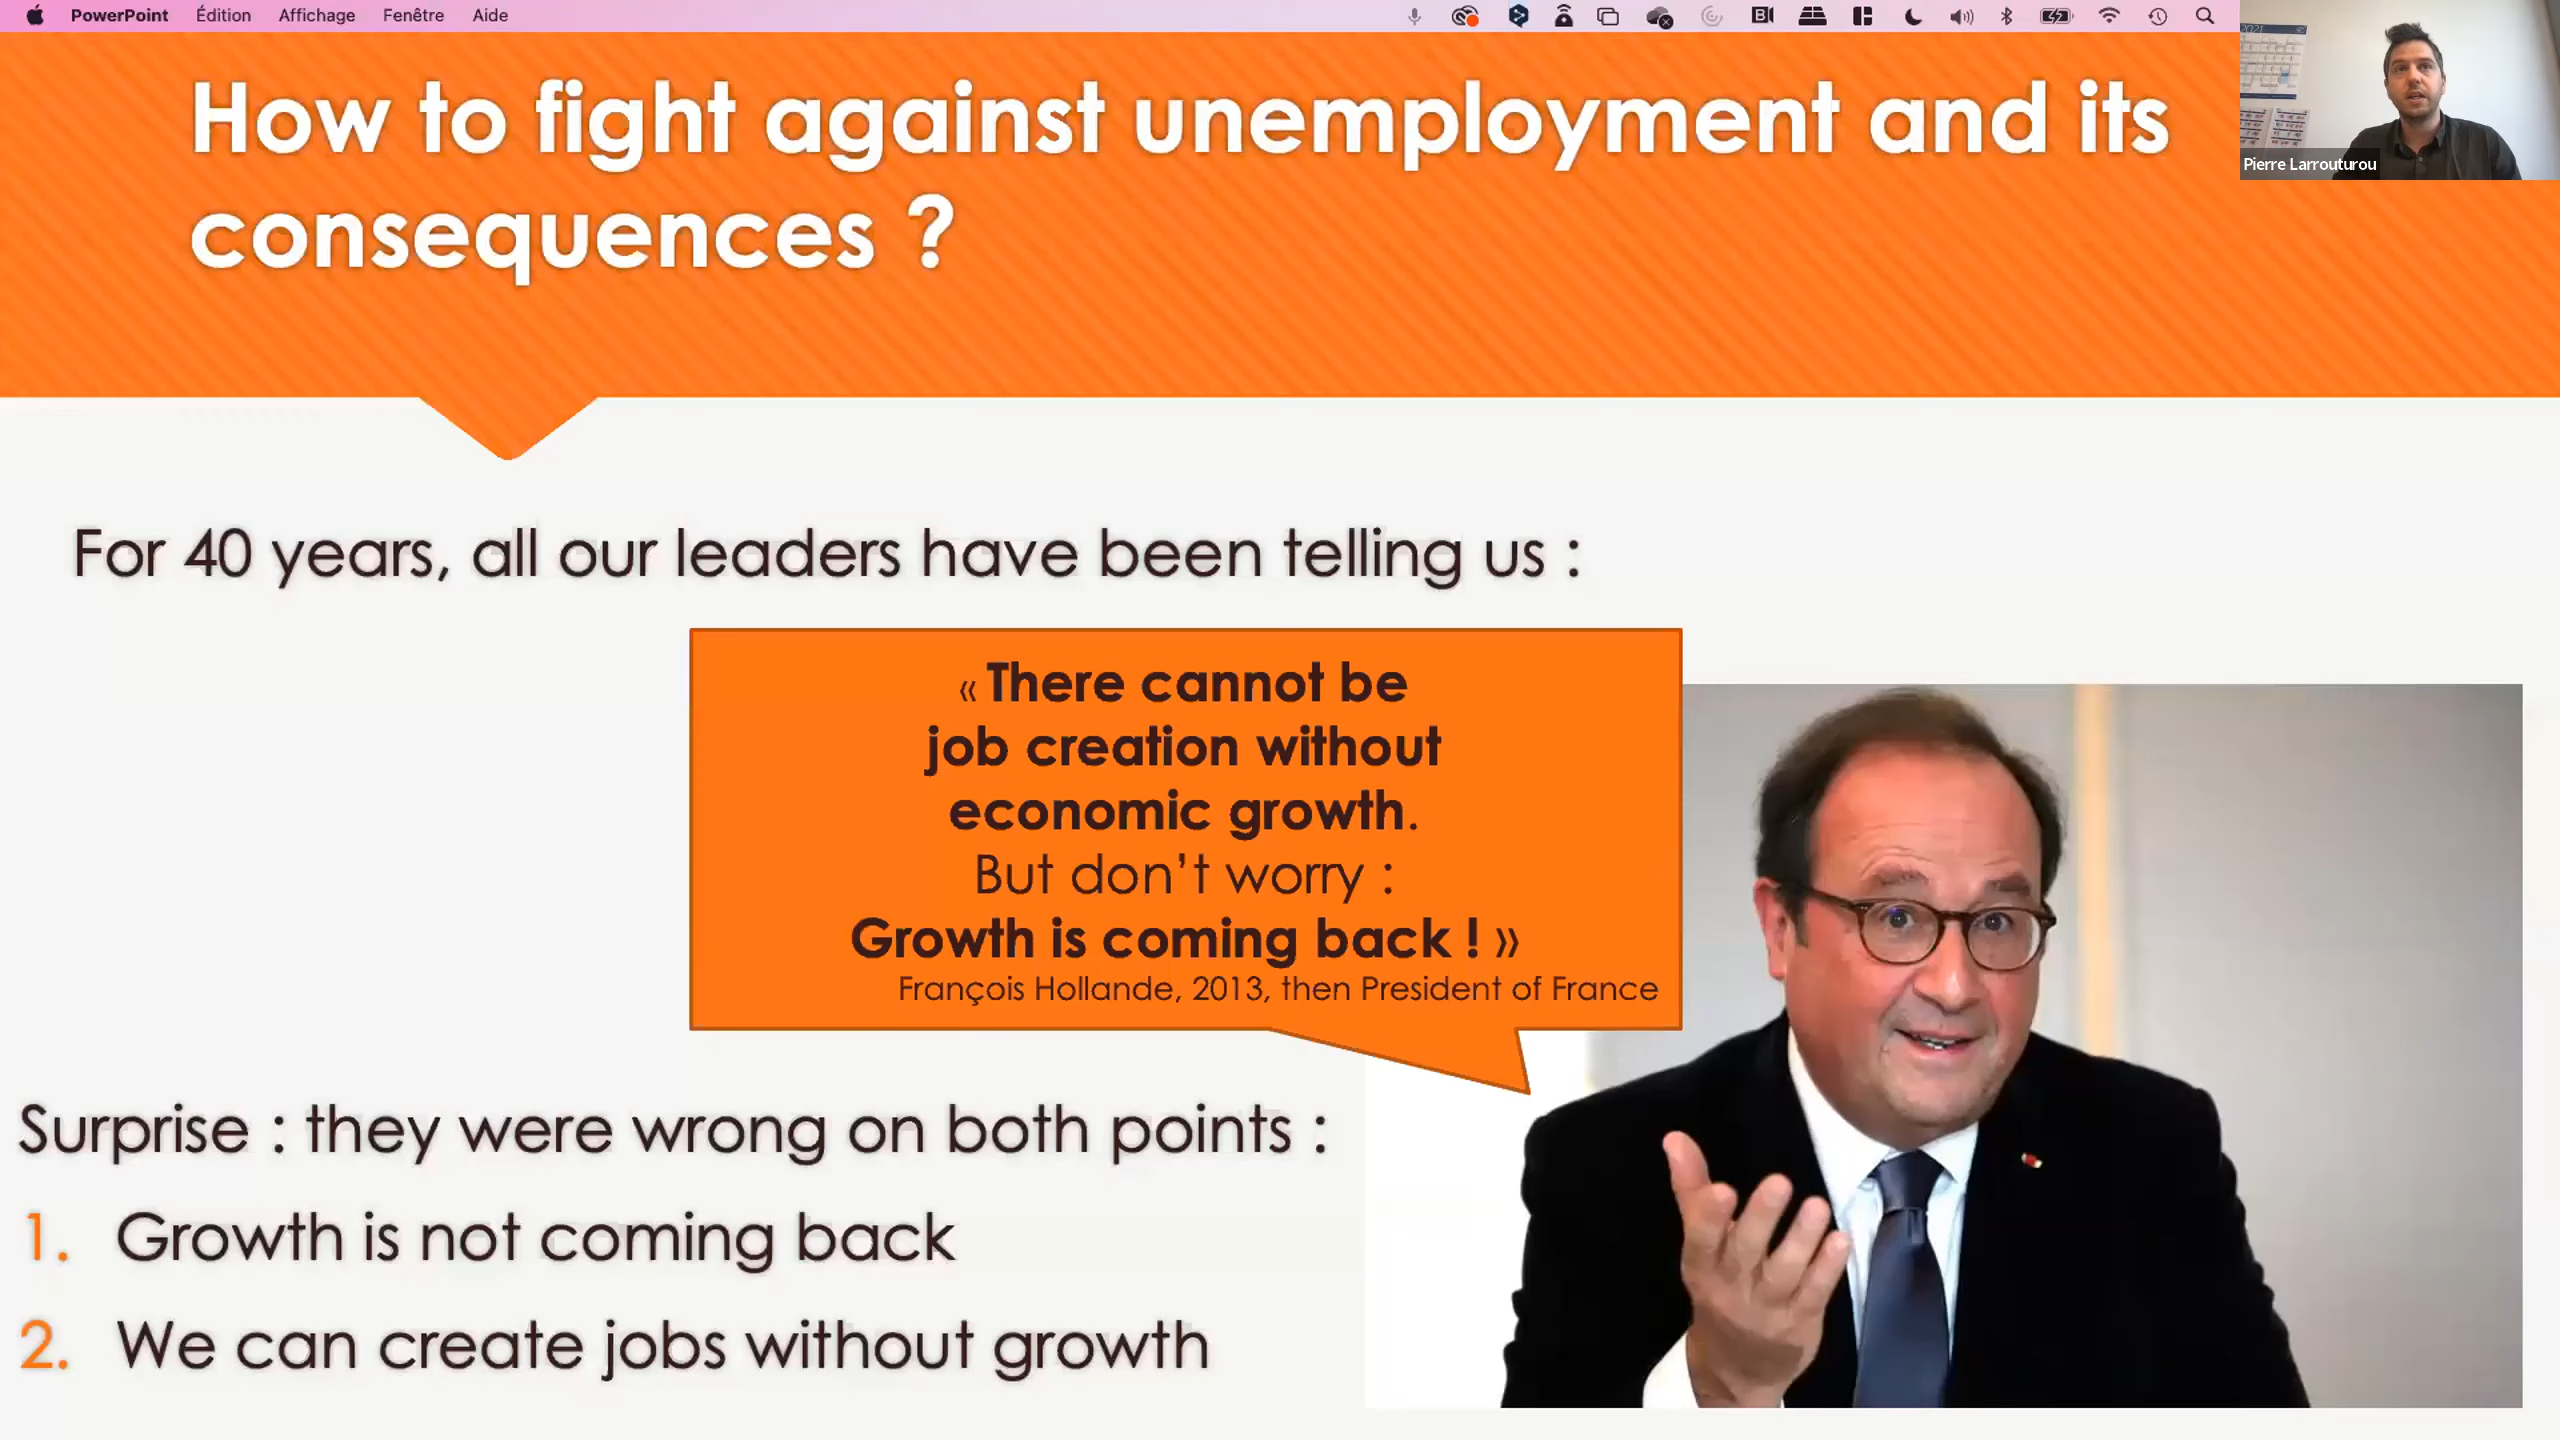 PowerPoint Édition Affichage Fenêtre Aide
How to fight against unemployment and its
consequences ?
Pierre Larrouturou
2021
For 40 years, all our leaders have been telling us :
« There cannot be
job creation without
economic growth.
But don’t worry :
Growth is coming back ! »
François Hollande, 2013, then President of France
Surprise : they were wrong on both points :
1. Growth is not coming back
2. We can create jobs without growth